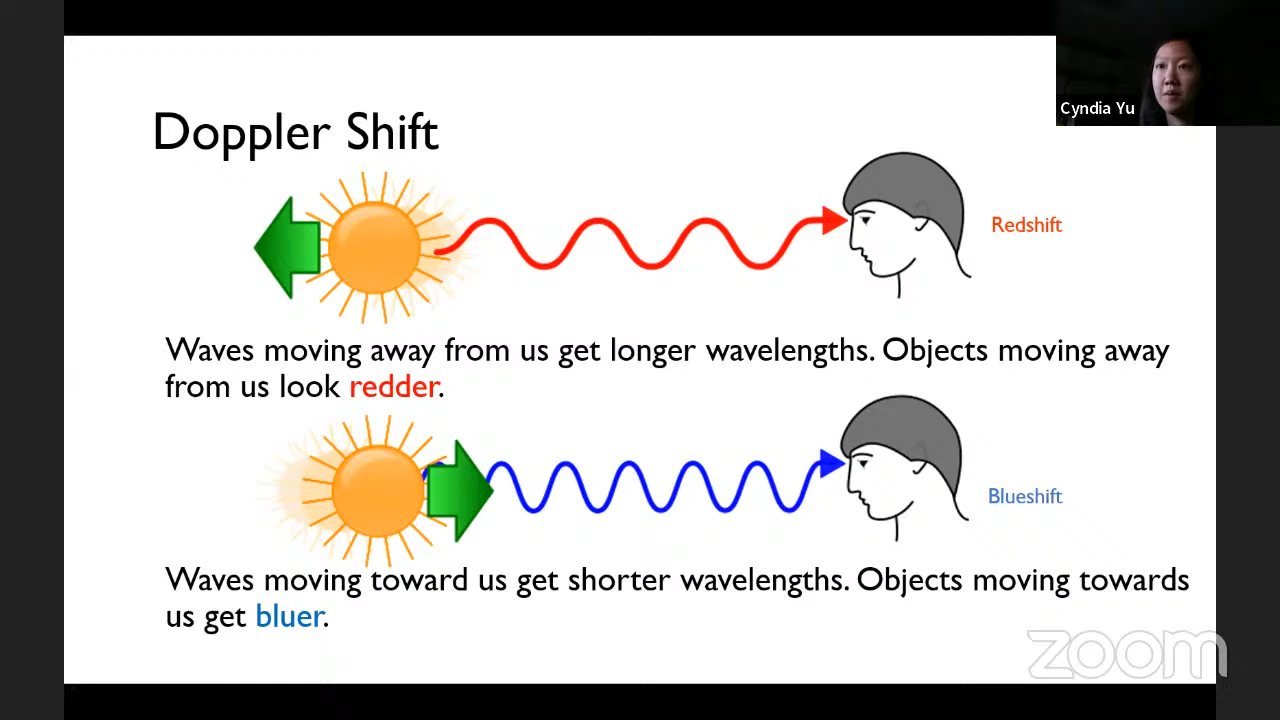 Cyndia Yu
Doppler Shift
Redshift
Waves moving away from us get longer wavelengths. Objects moving away
from us look redder.
Blueshift
Waves moving toward us get shorter wavelengths. Objects moving towards
us get bluer.
zoom